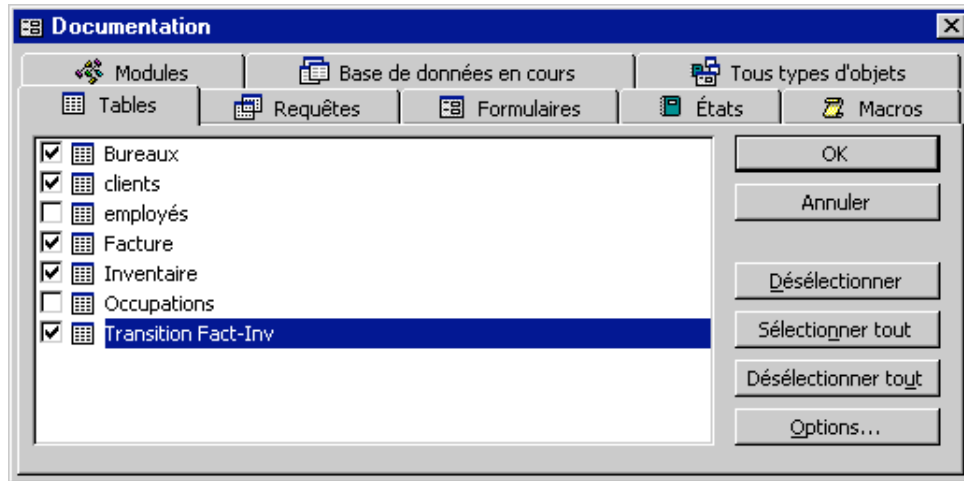 Documentation
Modules
Base de données en cours
Tous types d'objets
Tables
Requêtes
Formulaires
États
Macros
Bureaux
clients
employés
Facture
Inventaire
Occupations
Transition Fact-Inv
OK
Annuler
Désélectionner
Sélectionner tout
Désélectionner tout
Options...